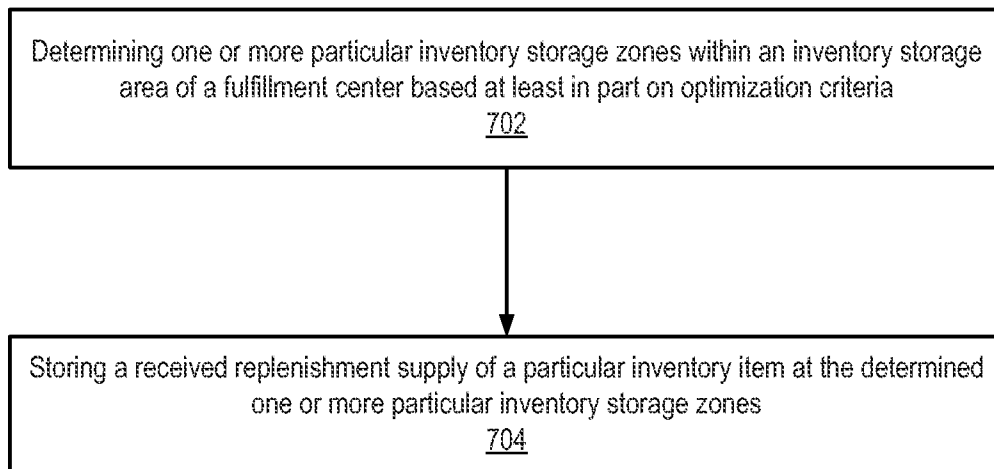 Determining one or more particular inventory storage zones within an inventory storage
area of a fulfillment center based at least in part on optimization criteria
702
Storing a received replenishment supply of a particular inventory item at the determined
one or more particular inventory storage zones
704